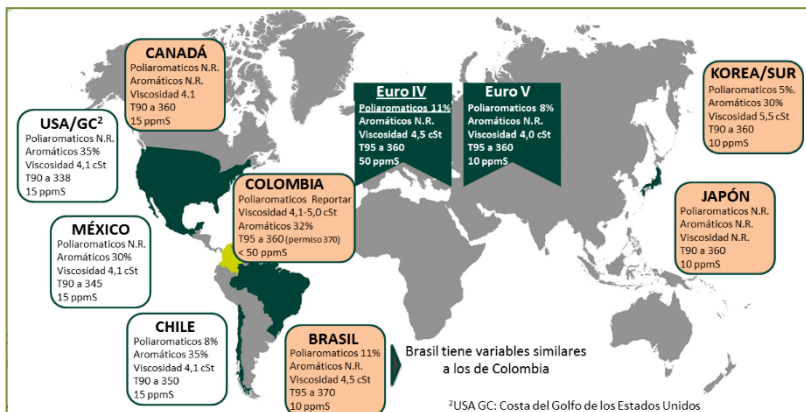 CANADÁ
Poliaromaticos N.R.
Aromáticos N.R.
Viscosidad 4.1
T90 a 360
15 ppmS
USA/GC²
Poliaromaticos N.R.
Aromáticos 35%
Viscosidad 4,1 cSt
T90 a 338
15 ppmS
MÉXICO
Poliaromaticos N.R.
Aromáticos 30%
Viscosidad 4,1 cSt
T90 a 345
15 ppmS
COLOMBIA
Poliaromaticos Reportar
Viscosidad 4,1-5,0 cSt
Aromáticos 32%
T95 a 360 (permiso 370)
< 50 ppmS
CHILE
Poliaromaticos 8%
Aromáticos 35%
Viscosidad 4,1 cSt
T90 a 350
15 ppmS
BRASIL
Poliaromaticos 11%
Aromáticos N.R.
Viscosidad 4,5 cSt
T95 a 370
10 ppmS
Euro IV
Poliaromaticos 11%
Aromáticos N.R.
Viscosidad 4,5 cSt
T95 a 360
50 ppmS
Euro V
Poliaromaticos 8%
Aromáticos N.R.
Viscosidad 4,0 cSt
T95 a 360
10 ppmS
KOREA/SUR
Poliaromaticos 5%.
Aromáticos 30%
Viscosidad 5,5 cSt
T90 a 360
10 ppmS
JAPÓN
Poliaromaticos N.R.
Aromáticos N.R.
Viscosidad N.R.
T90 a 360
10 ppmS
Brasil tiene variables similares
a los de Colombia
²USA GC: Costa del Golfo de los Estados Unidos